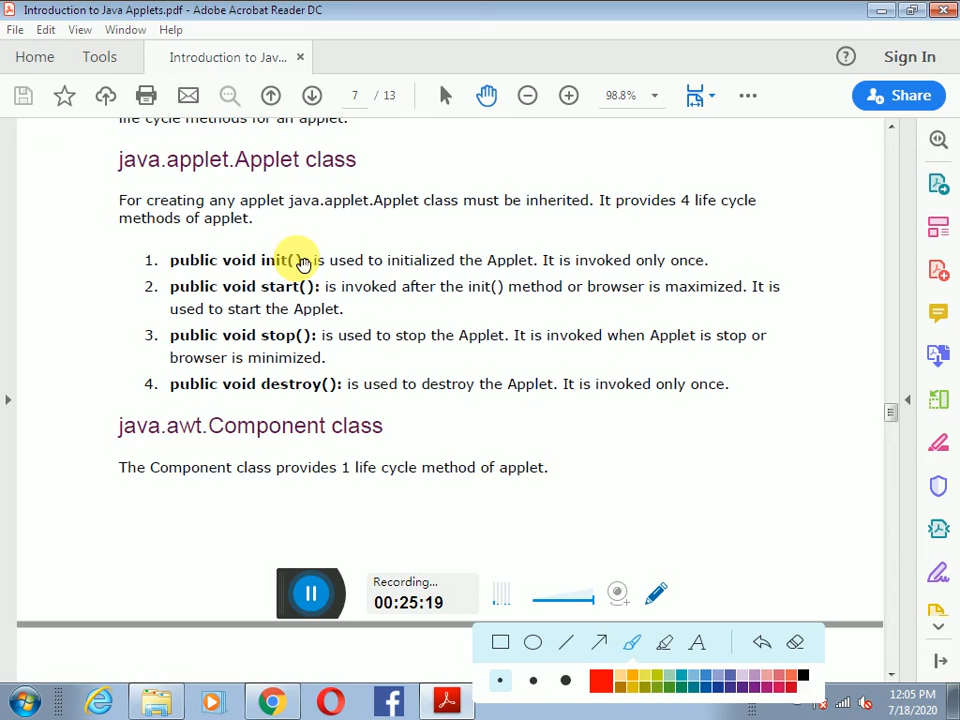 Introduction to Java Applets.pdf - Adobe Acrobat Reader DC
File Edit View Window Help
Home Tools Introduction to Jav... × Sign In
7 / 13 98.8% Share
life cycle methods for an applet.
java.applet.Applet class
For creating any applet java.applet.Applet class must be inherited. It provides 4 life cycle
methods of applet.
1. public void init(): is used to initialized the Applet. It is invoked only once.
2. public void start(): is invoked after the init() method or browser is maximized. It is
used to start the Applet.
3. public void stop(): is used to stop the Applet. It is invoked when Applet is stop or
browser is minimized.
4. public void destroy(): is used to destroy the Applet. It is invoked only once.
java.awt.Component class
The Component class provides 1 life cycle method of applet.
Recording...
00:25:19
A
12:05 PM
7/18/2020